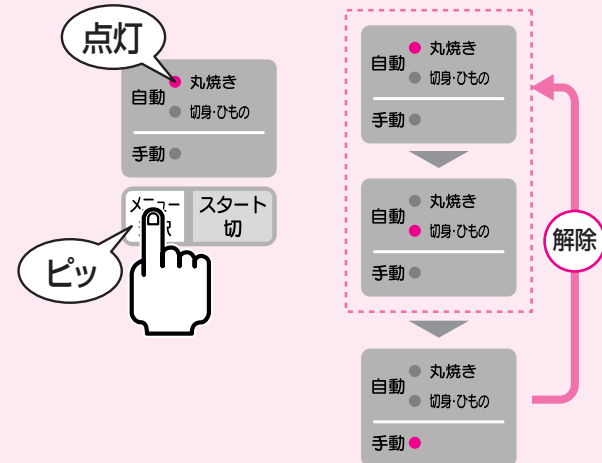 点灯
自動
丸焼き
切身・ひもの
手動
メニュー
スタート
切
ピッ
自動
丸焼き
切身・ひもの
手動
自動
丸焼き
切身・ひもの
手動
解除
自動
丸焼き
切身・ひもの
手動